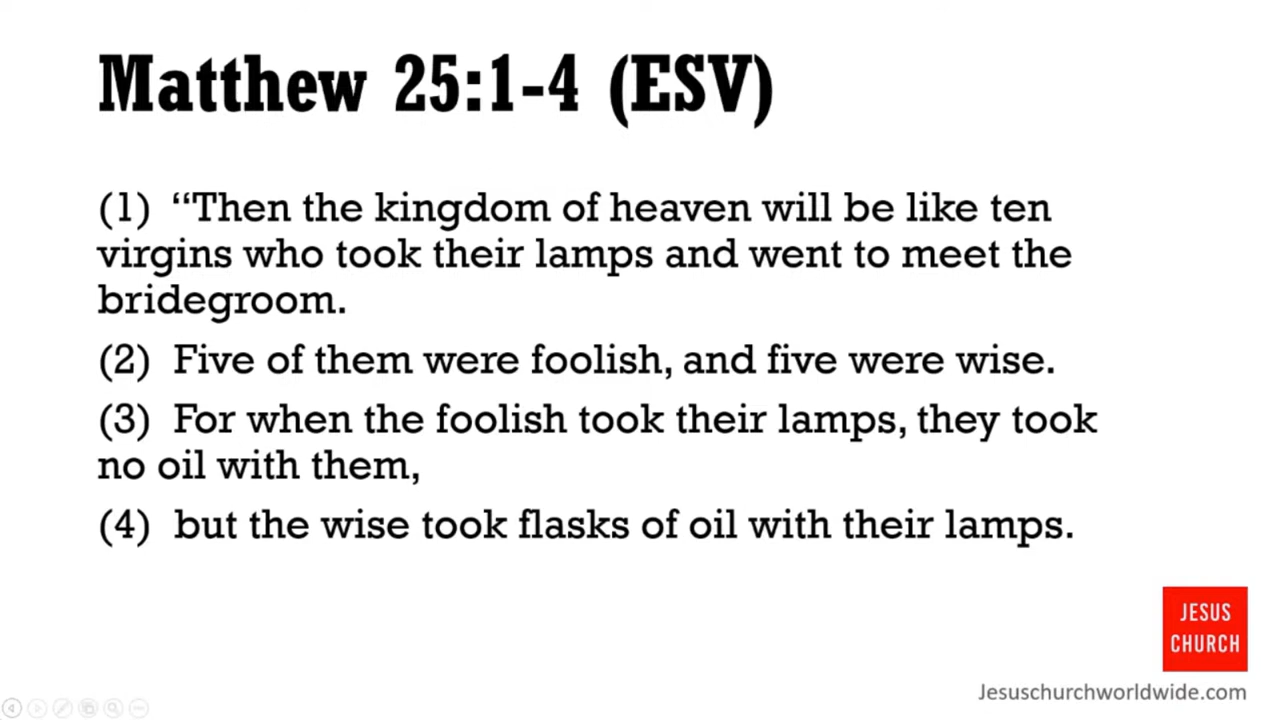 Matthew 25:1-4 (ESV)
(1) “Then the kingdom of heaven will be like ten
virgins who took their lamps and went to meet the
bridegroom.
(2) Five of them were foolish, and five were wise.
(3) For when the foolish took their lamps, they took
no oil with them,
(4) but the wise took flasks of oil with their lamps.
JESUS
CHURCH
Jesuschurchworldwide.com